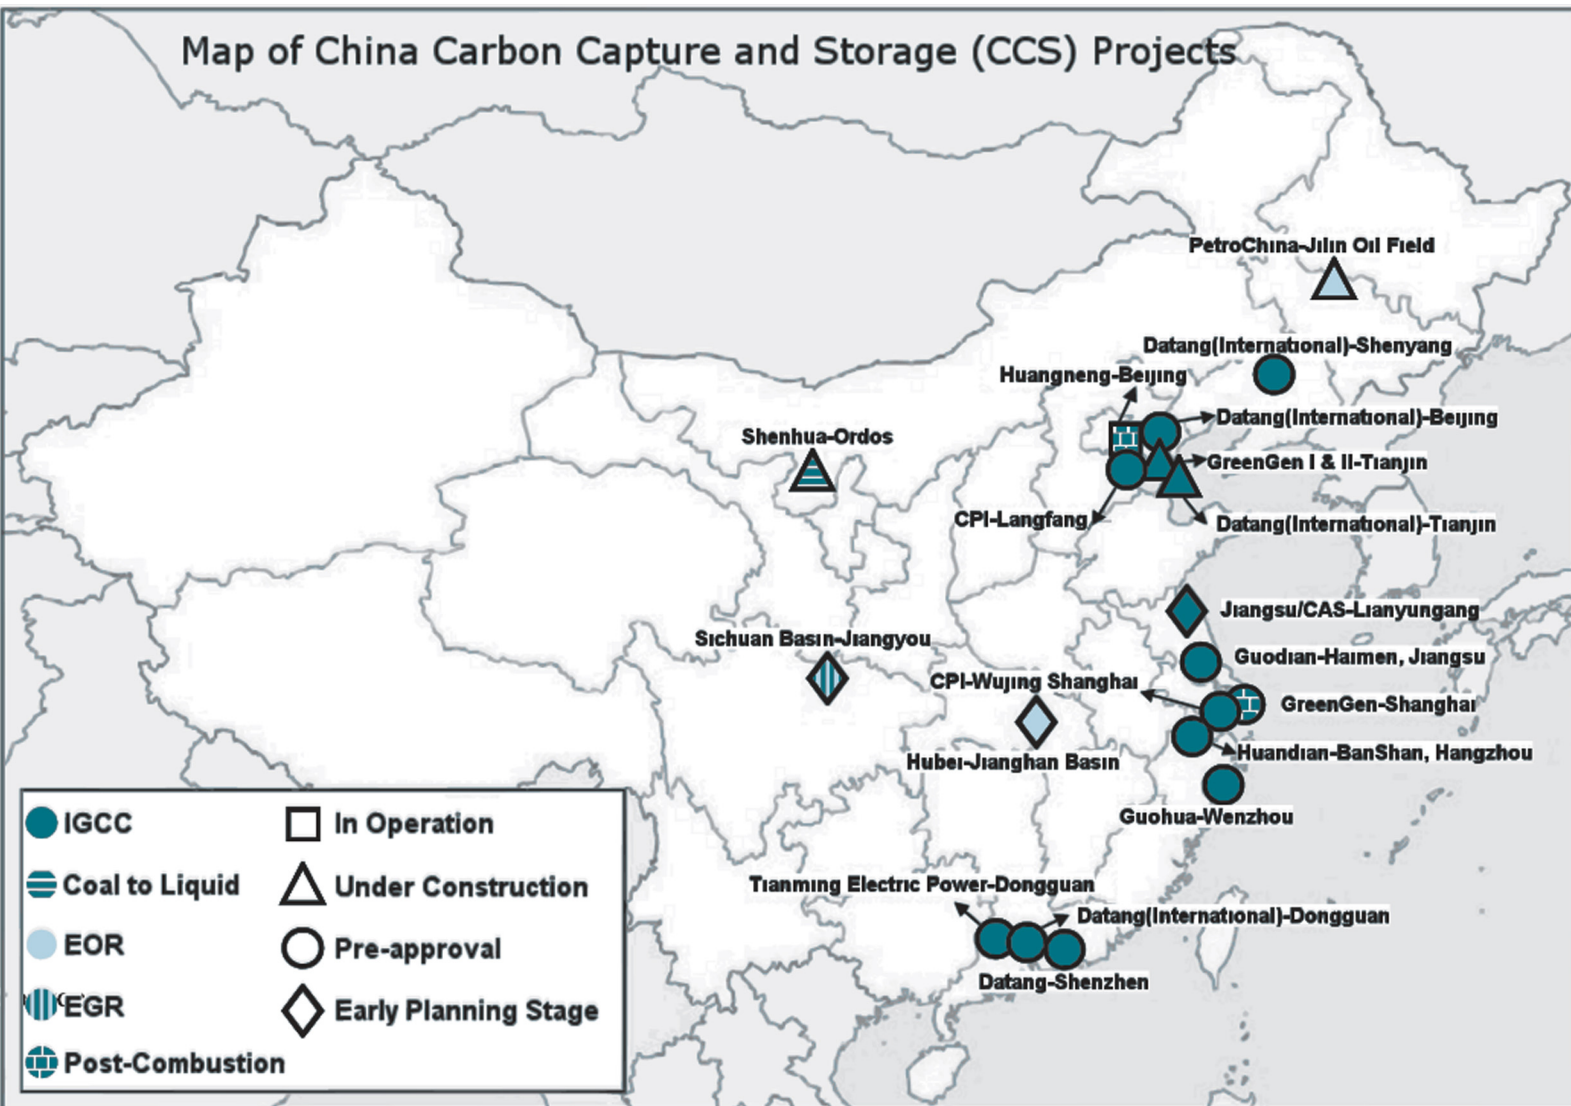 Map of China Carbon Capture and Storage (CCS) Projects
PetroChina-Jilin Oil Field
Datang(International)-Shenyang
Huangneng-Beijing
Datang(International)-Beijing
Shenhua-Ordos
GreenGen I & II-Tianjin
CPI-Langfang
Datang(International)-Tianjin
Jiangsu/CAS-Lianyungang
Sichuan Basin-Jiangyou
Guodian-Haimen, Jiangsu
CPI-Wujing Shanghai
GreenGen-Shanghai
Huandian-BanShan, Hangzhou
Hubei-Jianghan Basin
Guohua-Wenzhou
Tianming Electric Power-Dongguan
Datang(International)-Dongguan
Datang-Shenzhen
IGCC
Coal to Liquid
EOR
EGR
Post-Combustion
In Operation
Under Construction
Pre-approval
Early Planning Stage